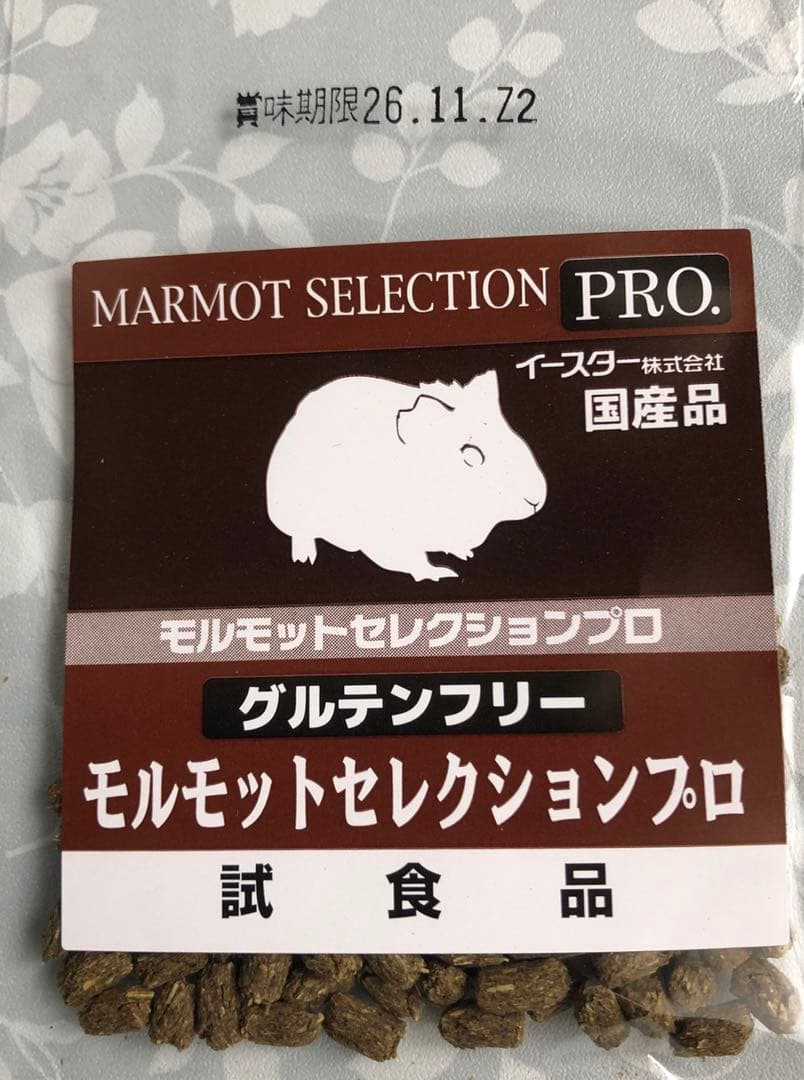 賞味期限26.11.Z2
MARMOT SELECTION PRO.
イースター株式会社
国産品
モルモットセレクションプロ
グルテンフリー
モルモットセレクションプロ
試食品